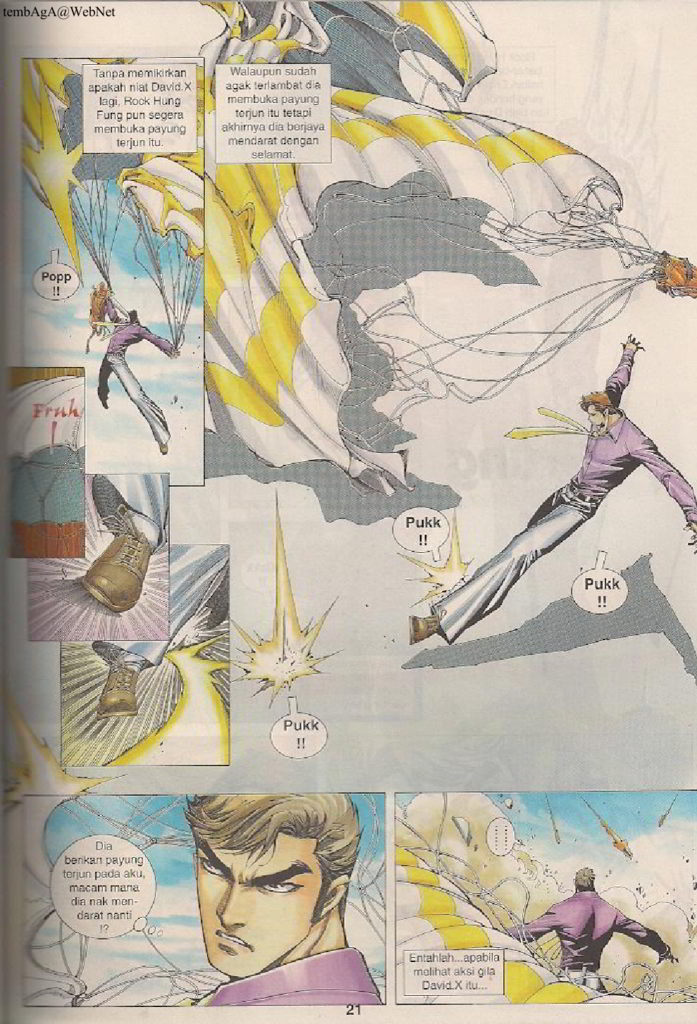 tembAgA@WebNet
Tanpa memikirkan
apakah niat David.X
lagi, Rock Hung
Fung pun segera
membuka payung
terjun itu.
Walaupun sudah
agak terlambat dia
membuka payung
terjun itu tetapi
akhirnya dia berjaya
mendarat dengan
selamat.
Popp
!!
Fruh
!
Pukk
!!
Pukk
!!
Pukk
!!
Dia
berikan payung
terjun pada aku,
macam mana
dia nak men-
darat nanti
!?
......
Entahlah...apabila
melihat aksi gila
David.X itu...
21